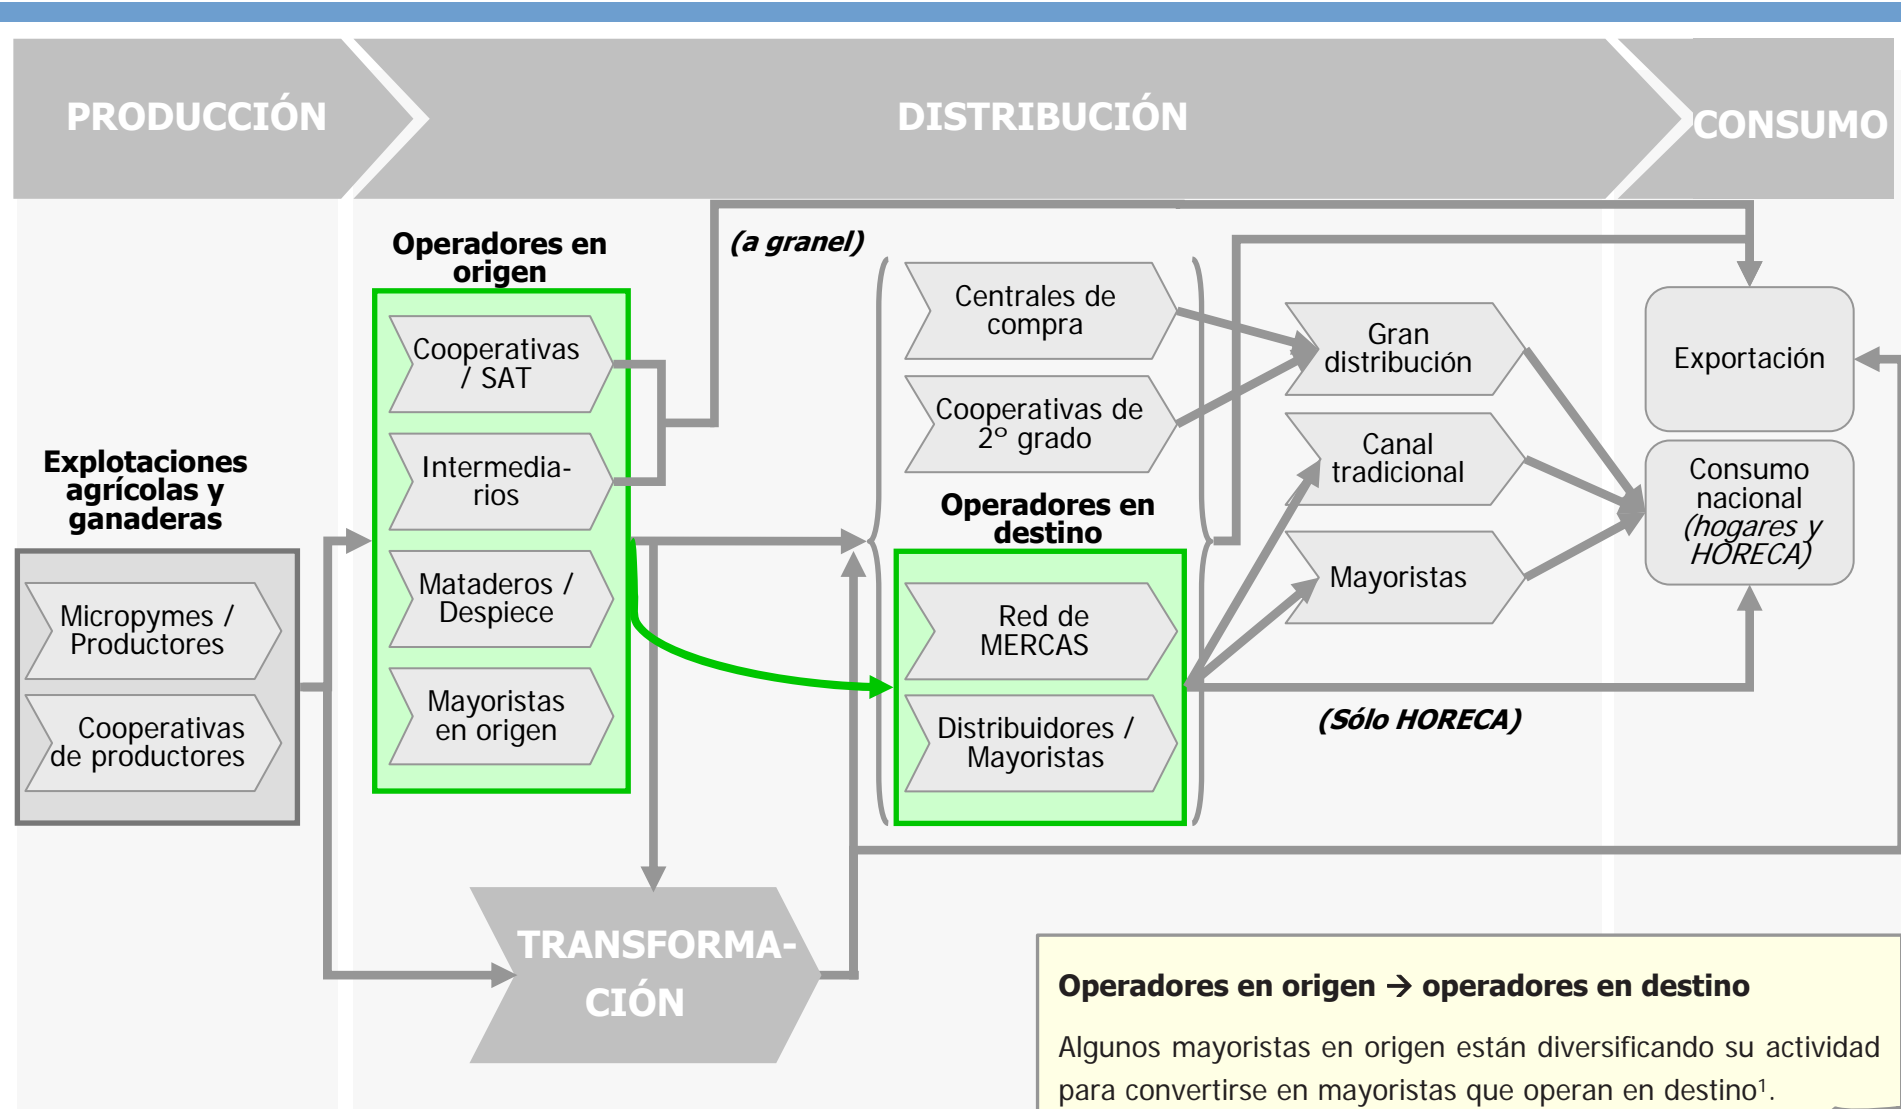 PRODUCCIÓN
DISTRIBUCIÓN
CONSUMO
Operadores en
origen
(a granel)
Cooperativas
/ SAT
Intermedia-
rios
Mataderos /
Despiece
Mayoristas
en origen
Explotaciones
agrícolas y
ganaderas
Micropymes /
Productores
Cooperativas
de productores
Centrales de
compra
Cooperativas de
2º grado
Operadores en
destino
Red de
MERCAS
Distribuidores /
Mayoristas
Gran
distribución
Canal
tradicional
Mayoristas
(Sólo HORECA)
Exportación
Consumo
nacional
(hogares y
HORECA)
TRANSFORMA-
CIÓN
Operadores en origen → operadores en destino
Algunos mayoristas en origen están diversificando su actividad
para convertirse en mayoristas que operan en destino¹.